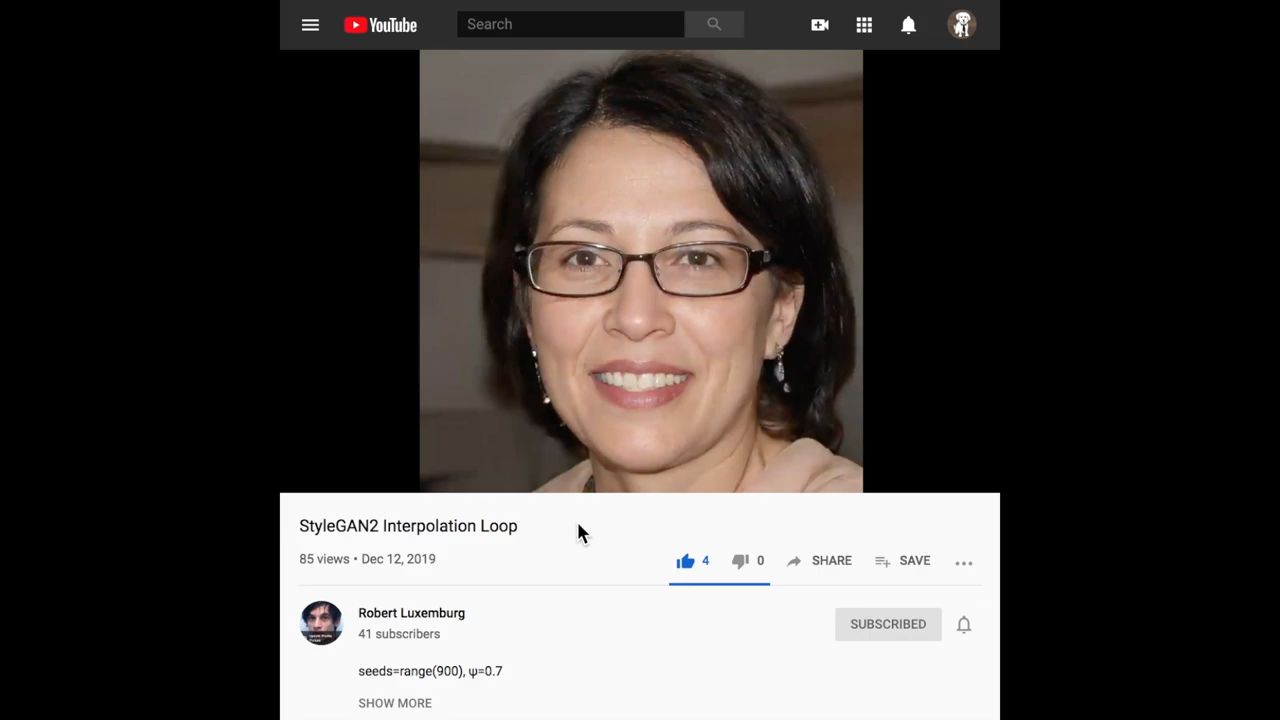 YouTube
Search
StyleGAN2 Interpolation Loop
85 views • Dec 12, 2019
4
0
SHARE
SAVE
Robert Luxemburg
41 subscribers
SUBSCRIBED
seeds=range(900), ψ=0.7
SHOW MORE